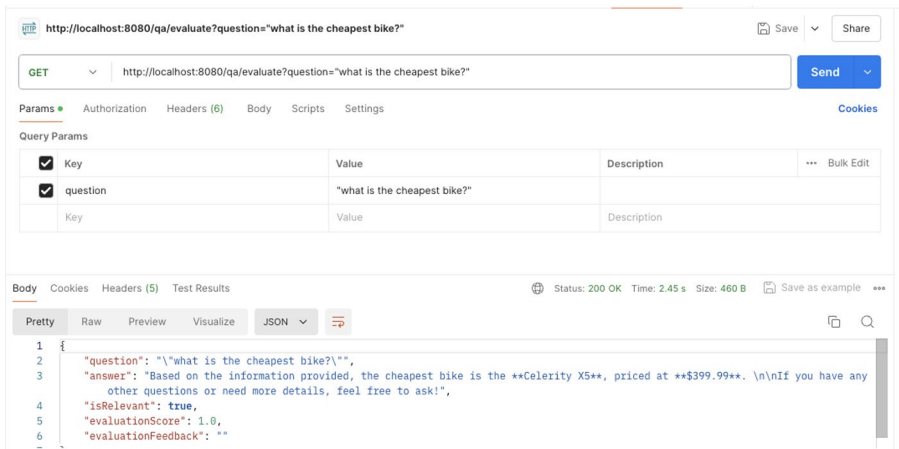 HTTP http://localhost:8080/qa/evaluate?question="what is the cheapest bike?" Save Share
GET http://localhost:8080/qa/evaluate?question="what is the cheapest bike?" Send
Params Authorization Headers (6) Body Scripts Settings Cookies
Query Params
Key Value Description ••• Bulk Edit
question "what is the cheapest bike?"
Key Value Description
Body Cookies Headers (5) Test Results Status: 200 OK Time: 2.45 s Size: 460 B Save as example •••
Pretty Raw Preview Visualize JSON
1 {
2 "question": "\"what is the cheapest bike?\"",
3 "answer": "Based on the information provided, the cheapest bike is the **Celerity X5**, priced at **$399.99**. \n\nIf you have any
other questions or need more details, feel free to ask!",
4 "isRelevant": true,
5 "evaluationScore": 1.0,
6 "evaluationFeedback": ""